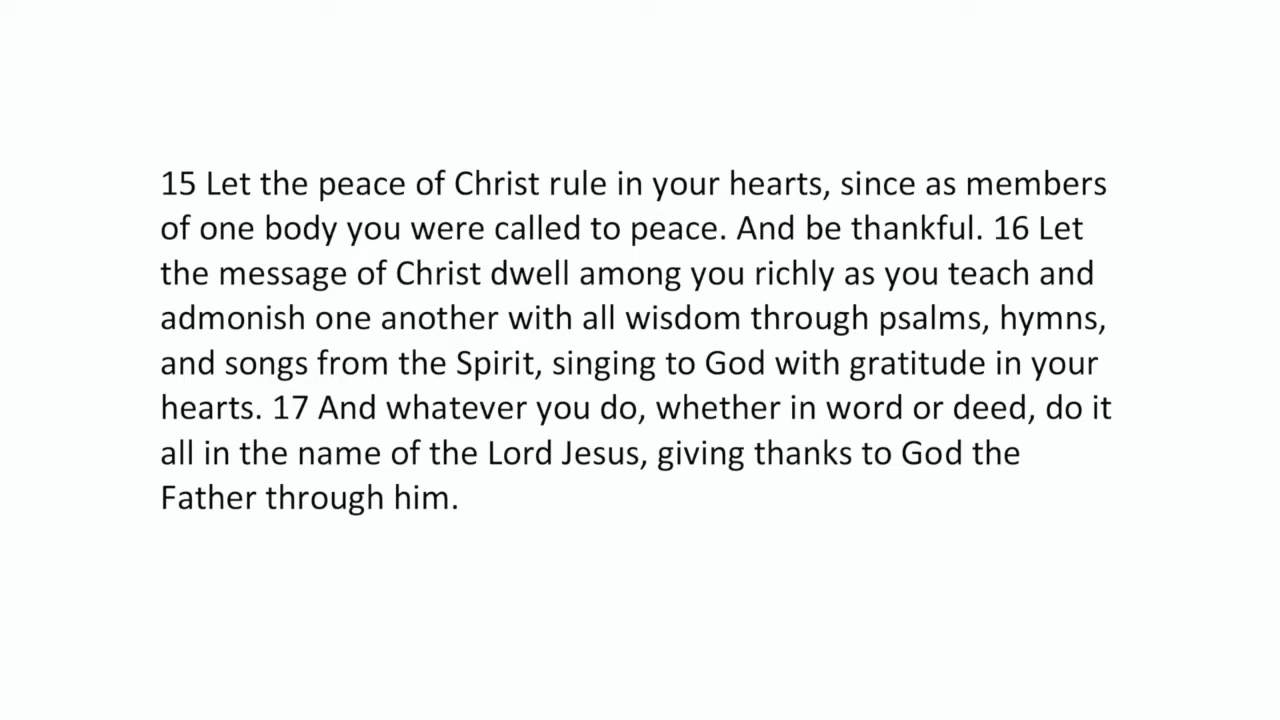 15 Let the peace of Christ rule in your hearts, since as members
of one body you were called to peace. And be thankful. 16 Let
the message of Christ dwell among you richly as you teach and
admonish one another with all wisdom through psalms, hymns,
and songs from the Spirit, singing to God with gratitude in your
hearts. 17 And whatever you do, whether in word or deed, do it
all in the name of the Lord Jesus, giving thanks to God the
Father through him.